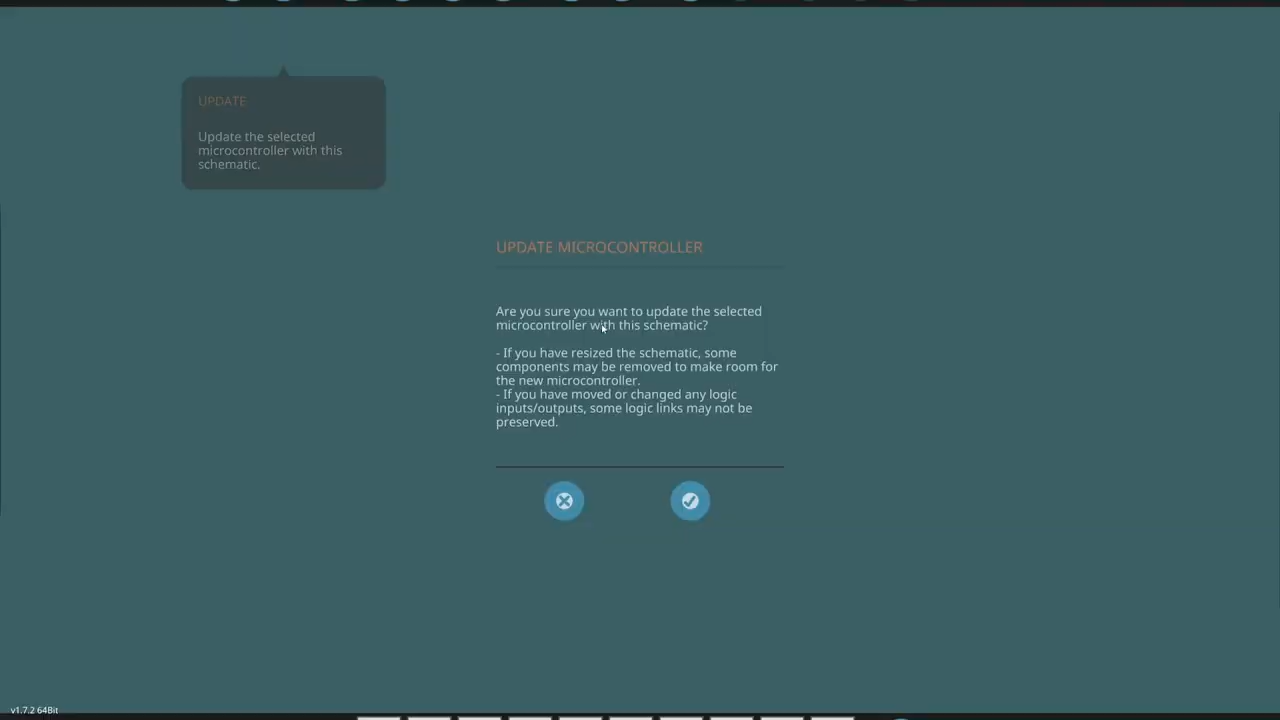 UPDATE
Update the selected
microcontroller with this
schematic.
UPDATE MICROCONTROLLER
Are you sure you want to update the selected
microcontroller with this schematic?
- If you have resized the schematic, some
components may be removed to make room for
the new microcontroller.
- If you have moved or changed any logic
inputs/outputs, some logic links may not be
preserved.
v1.7.2 64Bit